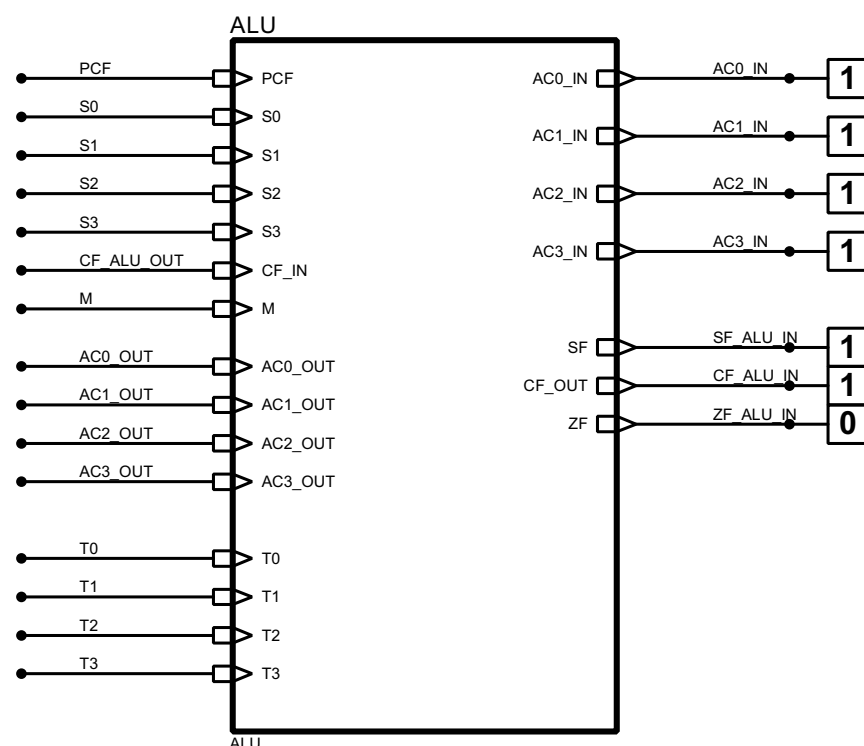 ALU
PCF PCF AC0_IN AC0_IN 1
S0 S0
S1 S1 AC1_IN AC1_IN 1
S2 S2 AC2_IN AC2_IN 1
S3 S3 AC3_IN AC3_IN 1
CF_ALU_OUT CF_IN
M M
SF SF_ALU_IN 1
AC0_OUT AC0_OUT
CF_OUT CF_ALU_IN 1
AC1_OUT AC1_OUT
ZF ZF_ALU_IN 0
AC2_OUT AC2_OUT
AC3_OUT AC3_OUT
T0 T0
T1 T1
T2 T2
T3 T3
ALU